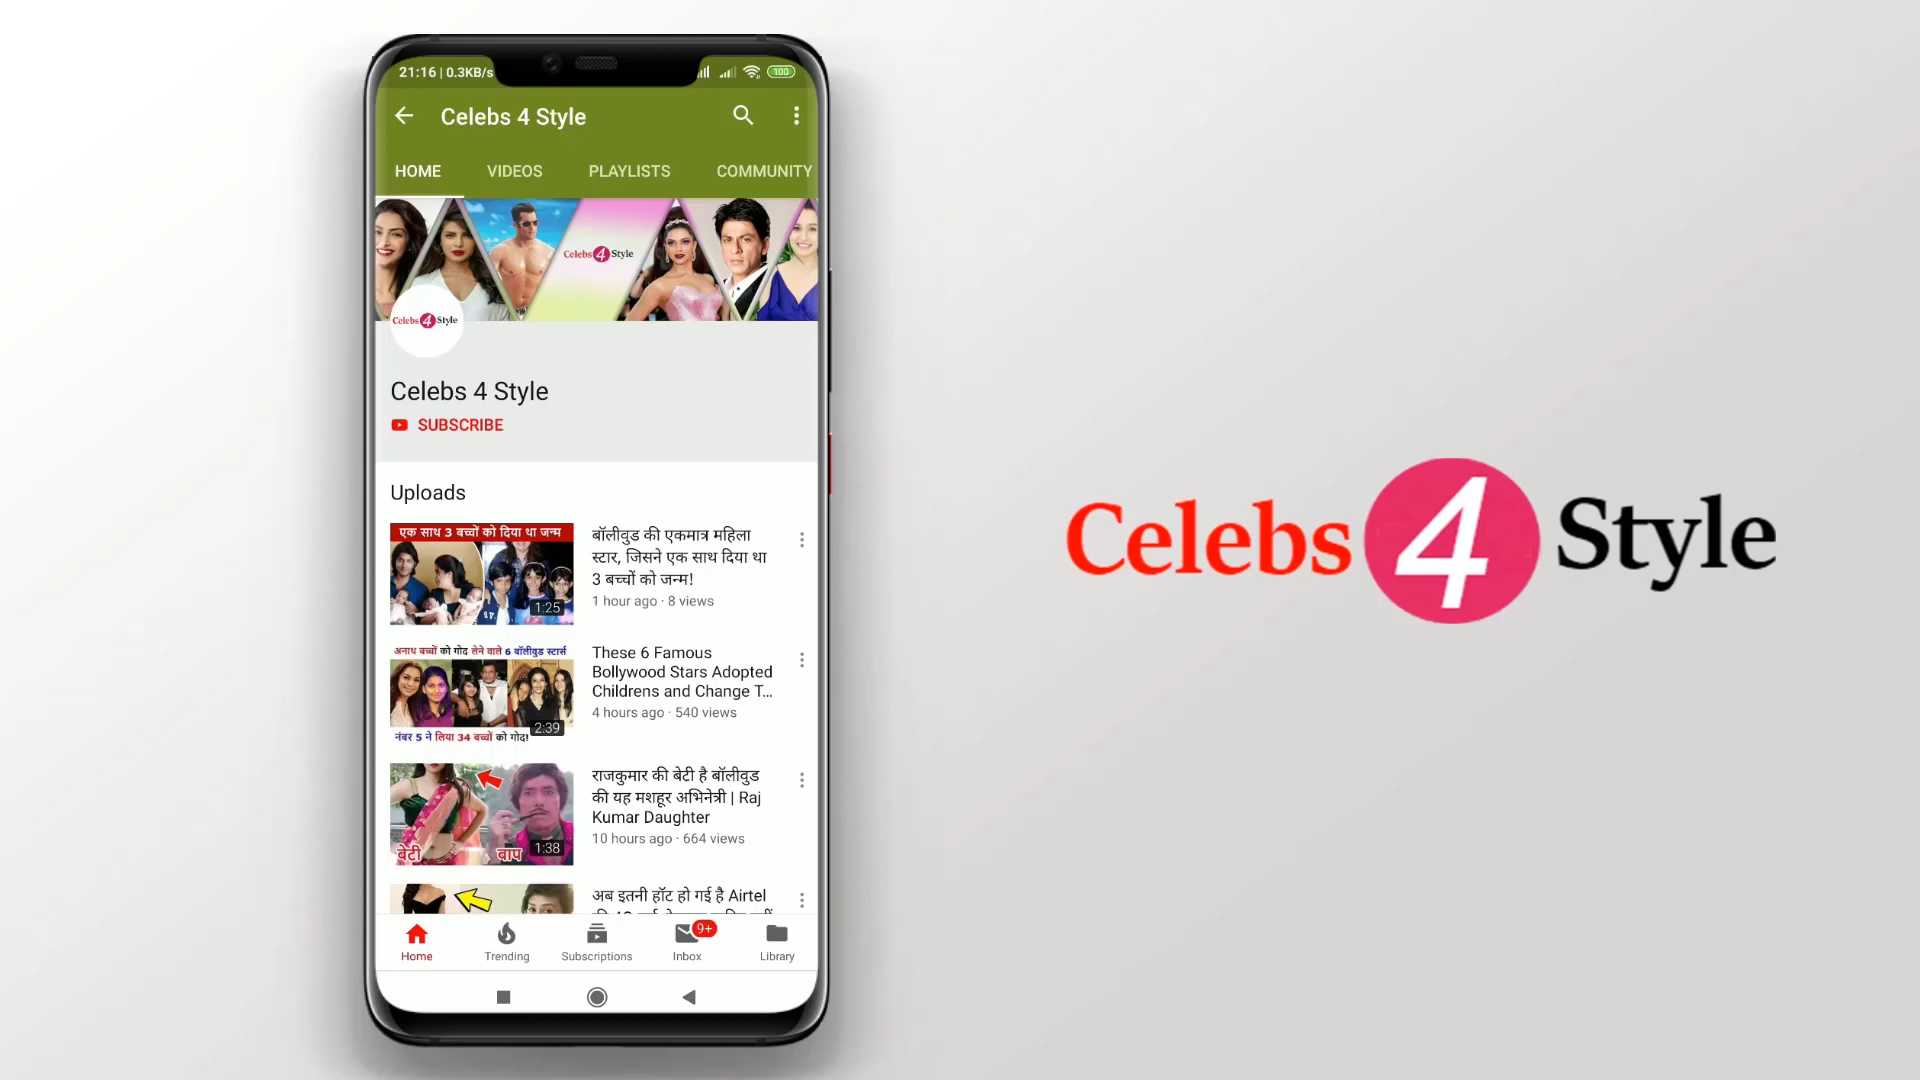 21:16 | 0.3KB/s
100
Celebs 4 Style
HOME VIDEOS PLAYLISTS COMMUNITY
Celebs 4 Style
Celebs 4 Style
Celebs 4 Style
SUBSCRIBE
Uploads
एक साथ 3 बच्चों को दिया था जन्म
1:25
बॉलीवुड की एकमात्र महिला
स्टार, जिसने एक साथ दिया था
3 बच्चों को जन्म!
1 hour ago · 8 views
अनाथ बच्चों को गोद लेने वाले 6 बॉलीवुड स्टार्स
2:39
नंबर 5 ने लिया 34 बच्चों को गोद!
These 6 Famous
Bollywood Stars Adopted
Childrens and Change T...
4 hours ago · 540 views
बेटी
बाप
1:38
राजकुमार की बेटी है बॉलीवुड
की यह मशहूर अभिनेत्री | Raj
Kumar Daughter
10 hours ago · 664 views
अब इतनी हॉट हो गई है Airtel
9+
Home Trending Subscriptions Inbox Library
Celebs 4 Style